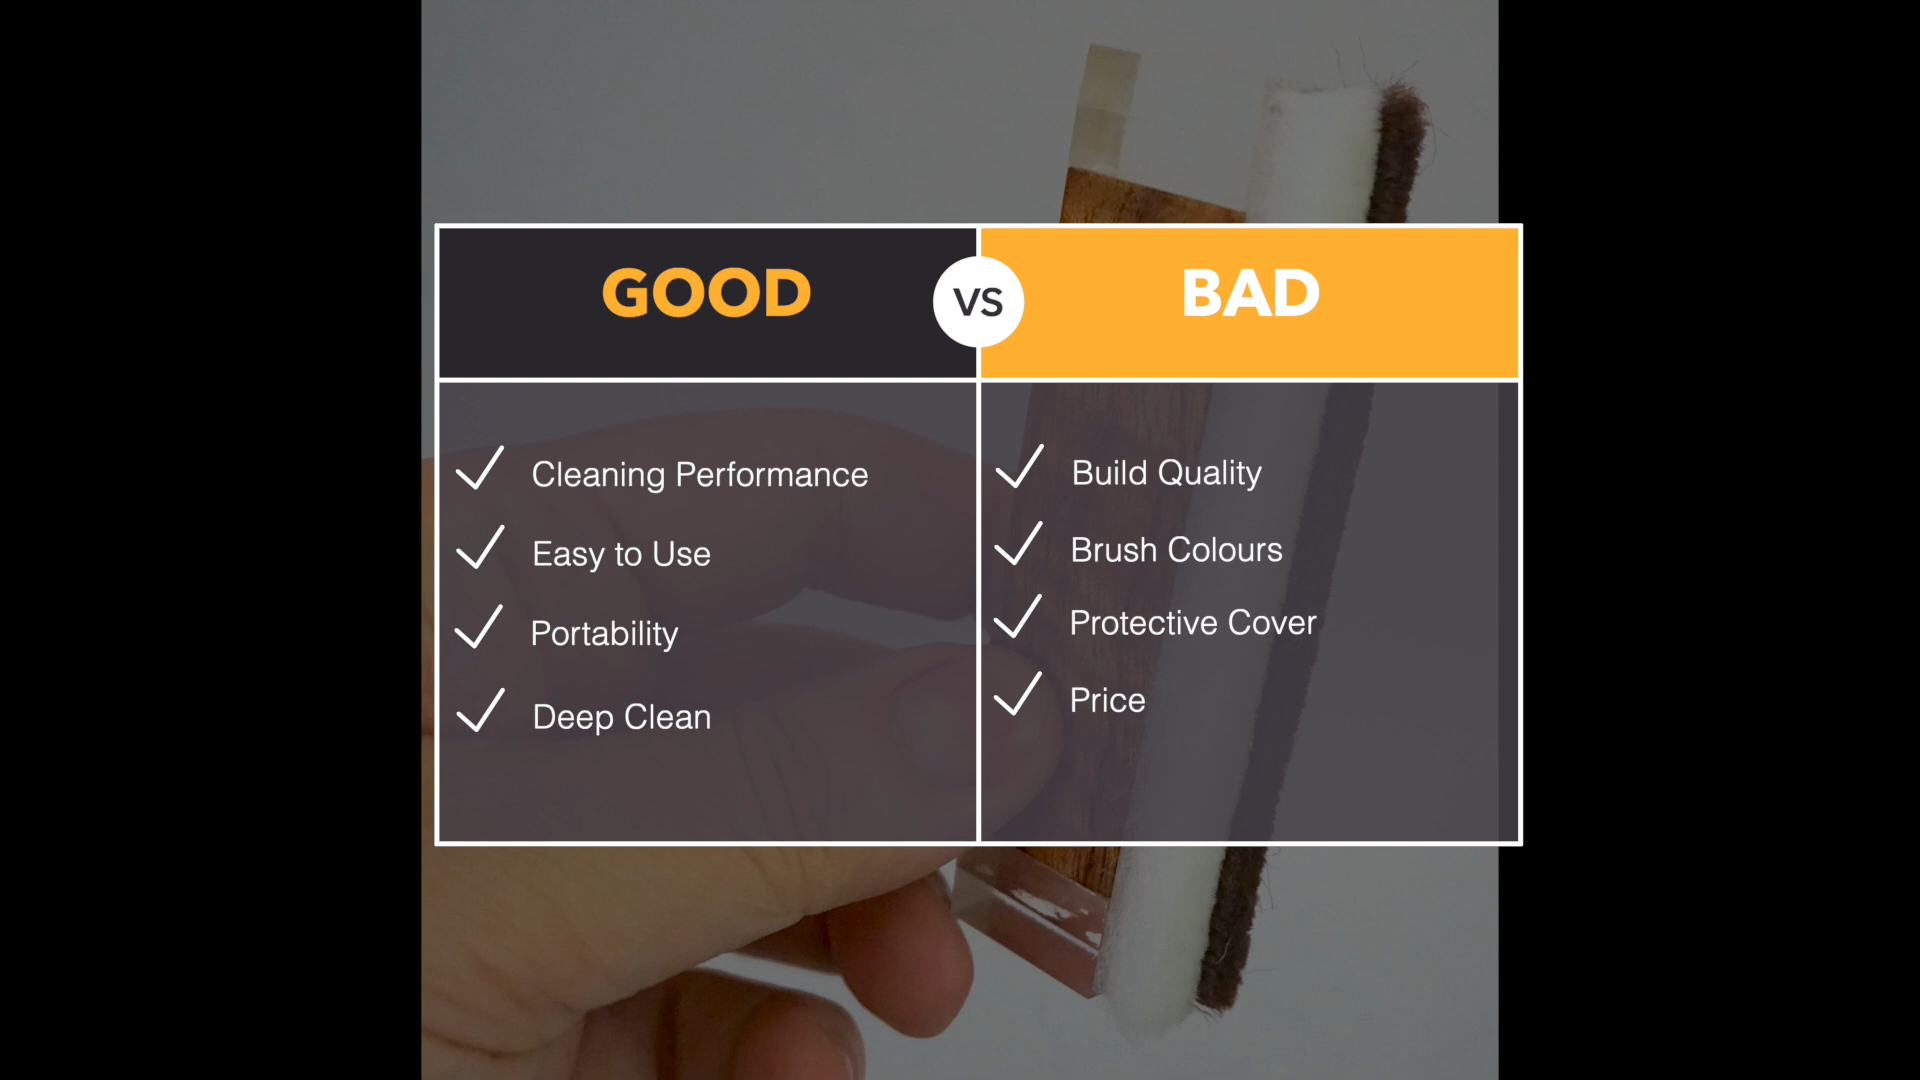 GOOD
VS
BAD
Cleaning Performance
Easy to Use
Portability
Deep Clean
Build Quality
Brush Colours
Protective Cover
Price